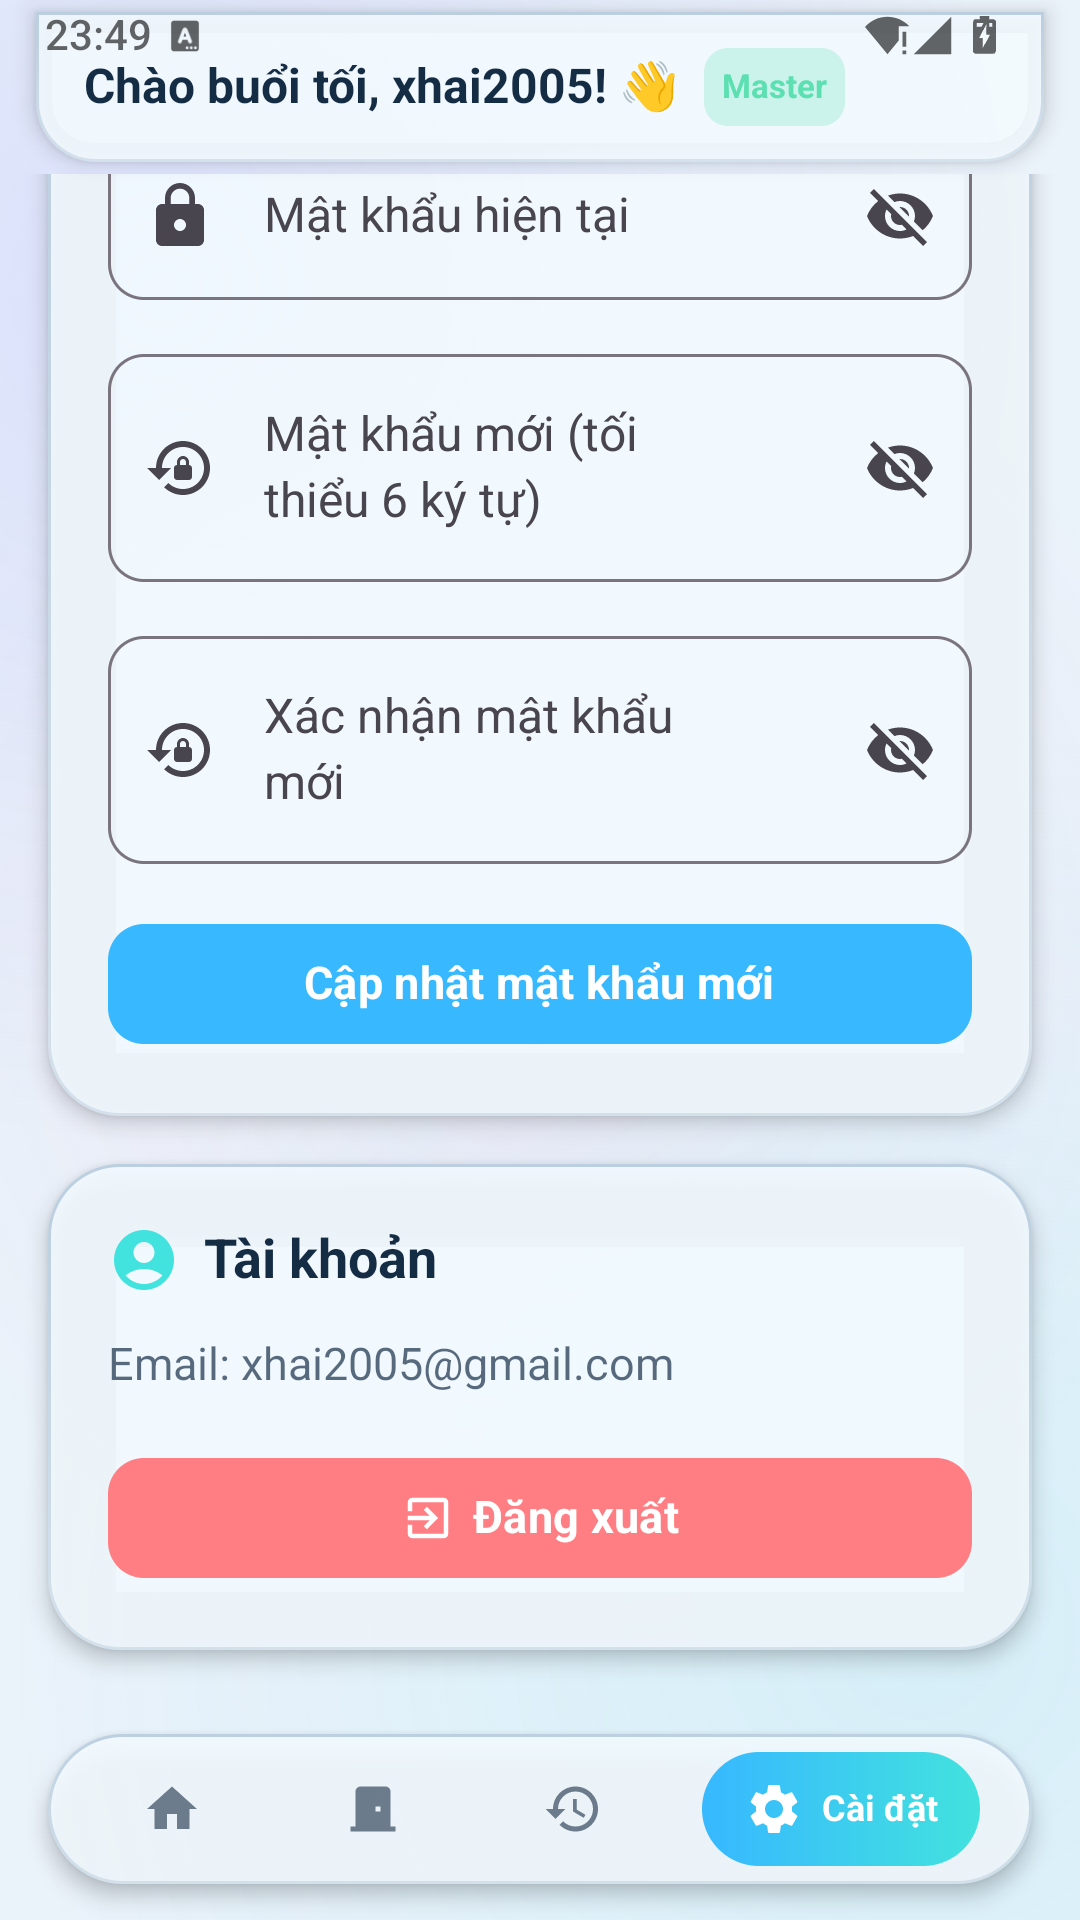 23:49
Chào buổi tối, xhai2005! 👋 Master
Mật khẩu hiện tại
Mật khẩu mới (tối
thiểu 6 ký tự)
Xác nhận mật khẩu
mới
Cập nhật mật khẩu mới
Tài khoản
Email: xhai2005@gmail.com
Đăng xuất
Cài đặt